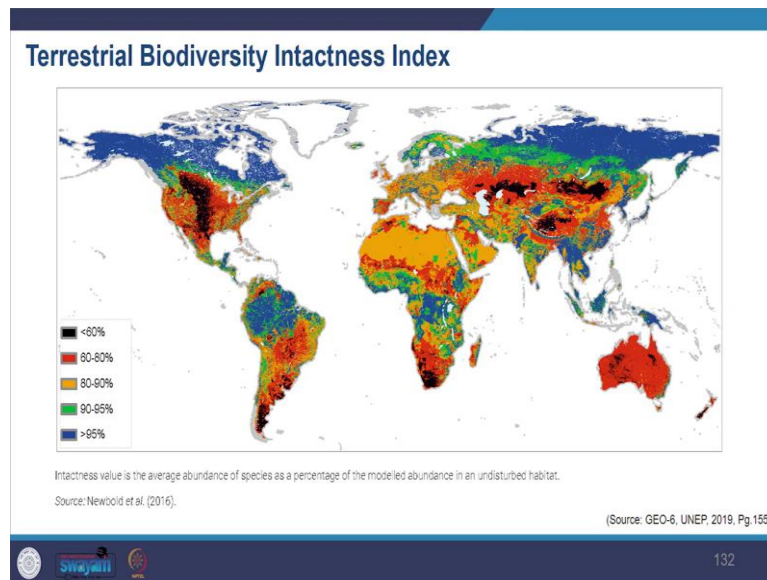 Terrestrial Biodiversity Intactness Index
<60%
60-80%
80-90%
90-95%
>95%
Intactness value is the average abundance of species as a percentage of the modelled abundance in an undisturbed habitat.
Source: Newbold et al. (2016).
(Source: GEO-6, UNEP, 2019, Pg.155
swayam
132